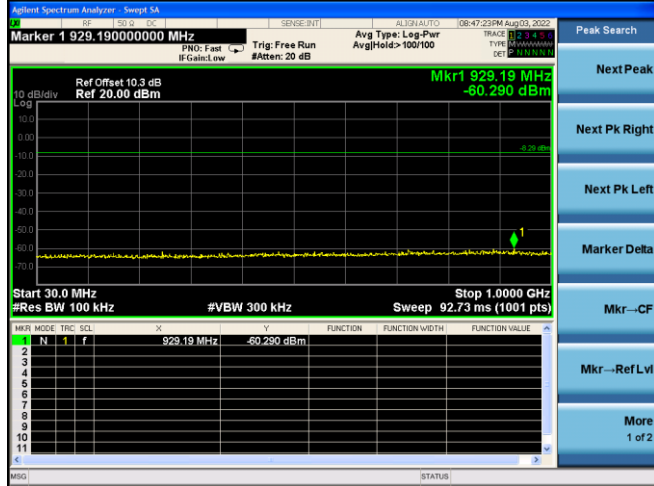 Agilent Spectrum Analyzer - Swept SA
RF 50 Ω DC SENSE:INT ALIGNAUTO 08:47:23PM Aug 03, 2022
Marker 1 929.190000000 MHz
PNO: Fast
IFGain:Low
Trig: Free Run
#Atten: 20 dB
Avg Type: Log-Pwr
Avg|Hold:>100/100
TRACE 1 2 3 4 5 6
TYPE M
DET P N N N N N
Ref Offset 10.3 dB
10 dB/div Ref 20.00 dBm
Log
Mkr1 929.19 MHz
-60.290 dBm
10.0
0.00
-8.29 dBm
-10.0
-20.0
-30.0
-40.0
-50.0
1
-60.0
-70.0
Start 30.0 MHz Stop 1.0000 GHz
#Res BW 100 kHz #VBW 300 kHz Sweep 92.73 ms (1001 pts)
MKR MODE TRC SCL X Y FUNCTION FUNCTION WIDTH FUNCTION VALUE
1 N 1 f 929.19 MHz -60.290 dBm
2
3
4
5
6
7
8
9
10
11
MSG STATUS
Peak Search
Next Peak
Next Pk Right
Next Pk Left
Marker Delta
Mkr→CF
Mkr→Ref Lvl
More
1 of 2